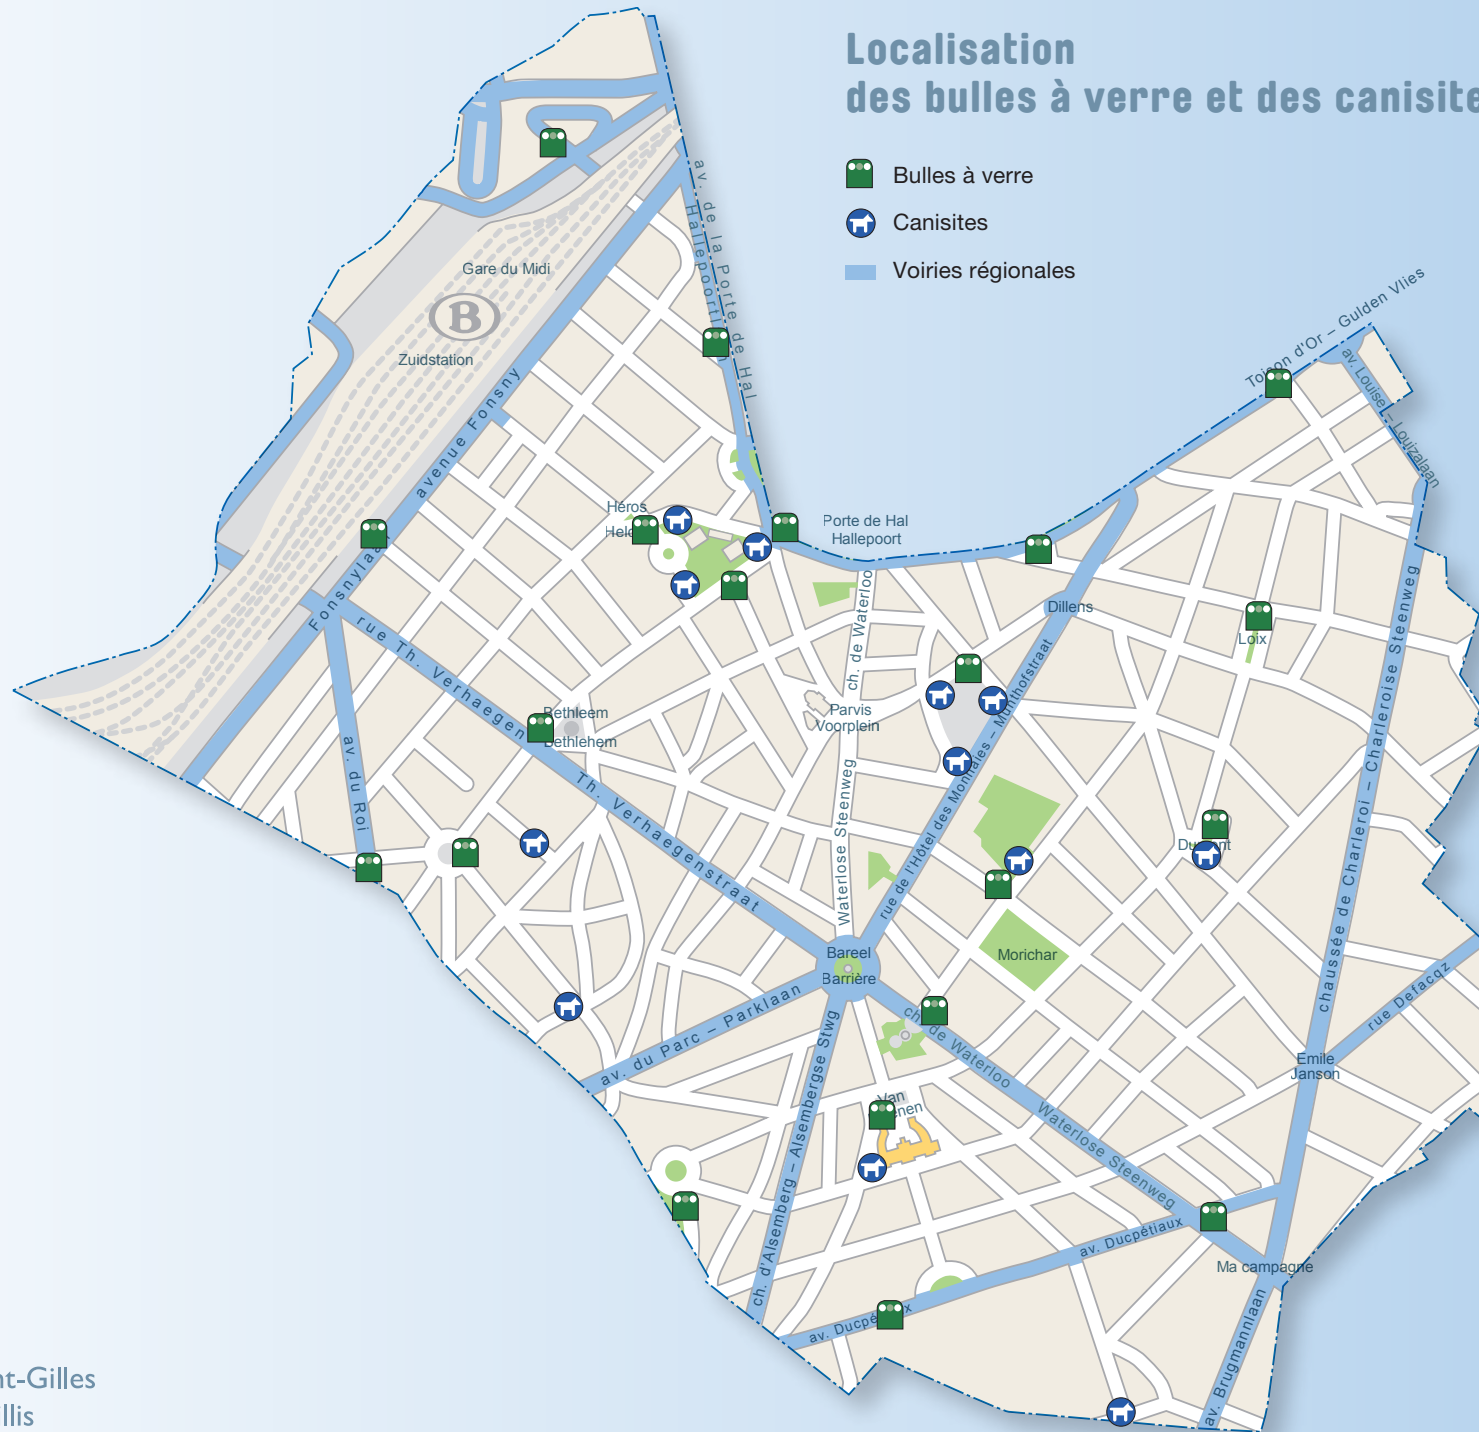 Localisation
des bulles à verre et des canisite
Bulles à verre
Canisites
Voiries régionales
av. de la Porte de Hal
Gare du Midi
B
Zuidstation
Toison d'Or – Gulden Vlies
av. Louise – Louizalaan
avenue Fonsny
Fonsnylaan
Héros
Porte de Hal
Hallepoort
Dillens
Loix
ch. de Waterloo
Waterlose Steenweg
Parvis
Voorplein
rue Th. Verhaegen
Th. Verhaegenstraat
Bethleem
Bethlehem
av. du Roi
rue de l'Hôtel des Monnaies – Munthofstraat
chaussée de Charleroi – Charleroise Steenweg
Morichar
Bareel
Barrière
av. du Parc – Parklaan
ch. d'Alsemberg – Alsembergse Stwg
ch. de Waterloo
Waterlose Steenweg
rue Defacqz
Emile
Janson
Van
av. Ducpétiaux
Ma campagne
av. Brugmannlaan
nt-Gilles
llis